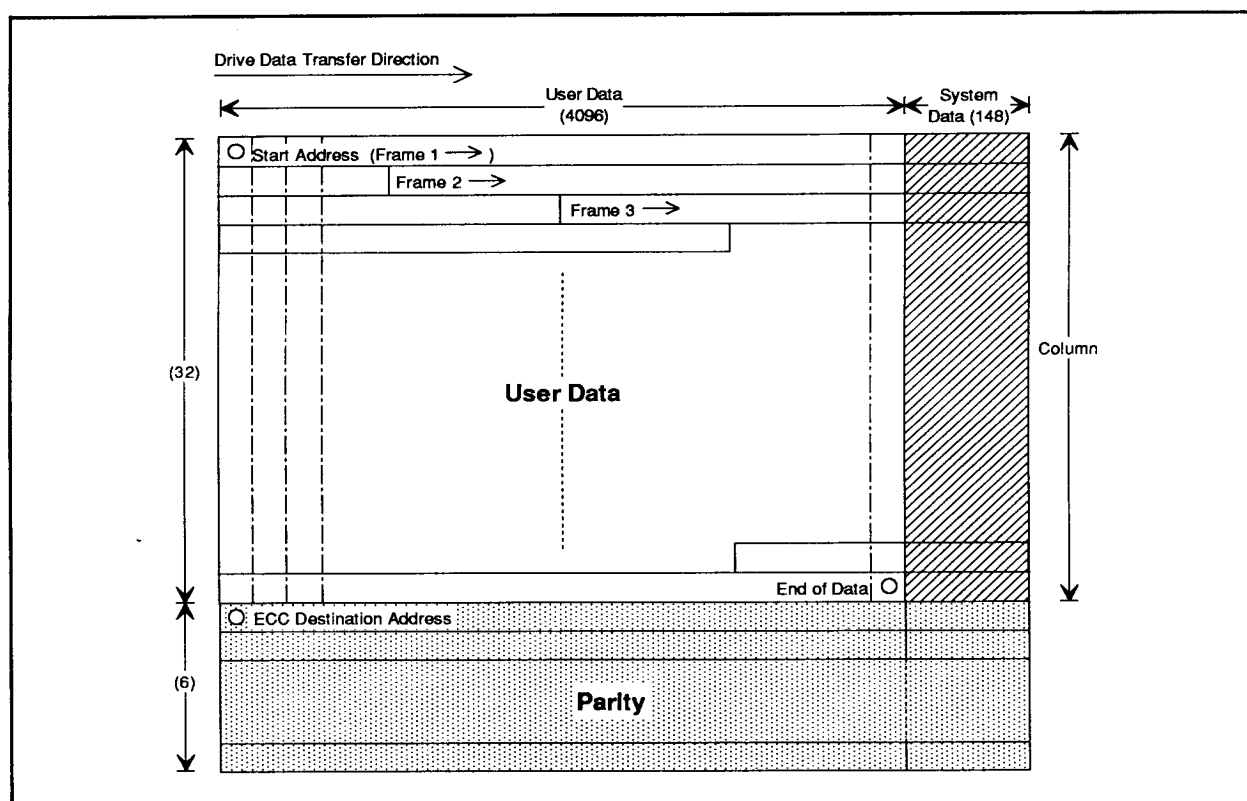 Drive Data Transfer Direction
User Data
(4096)
System
Data (148)
Start Address (Frame 1 → )
Frame 2 →
Frame 3 →
(32)
User Data
Column
End of Data
ECC Destination Address
(6)
Parity